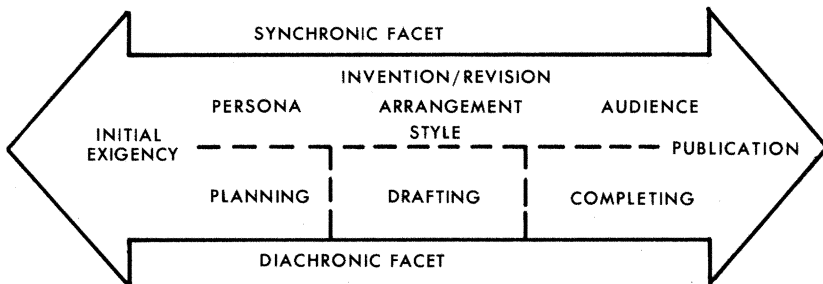 SYNCHRONIC FACET
INVENTION/REVISION
PERSONA ARRANGEMENT AUDIENCE
STYLE
INITIAL EXIGENCY
PUBLICATION
PLANNING DRAFTING COMPLETING
DIACHRONIC FACET